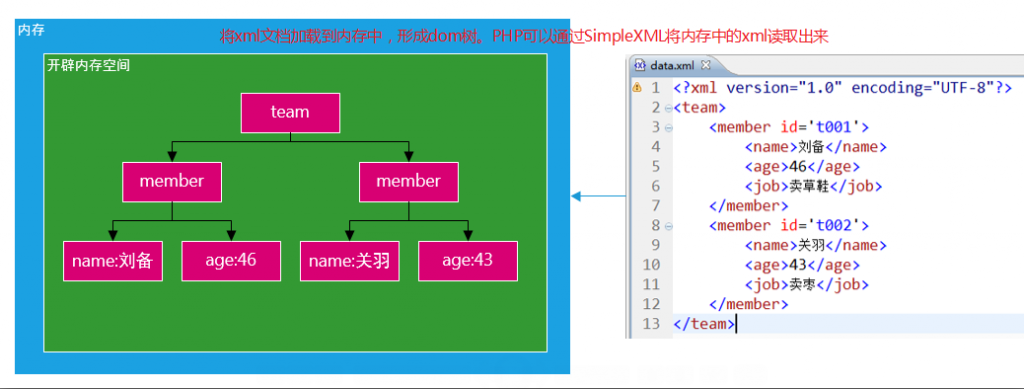 内存
将xml文档加载到内存中，形成dom树。PHP可以通过SimpleXML将内存中的xml读取出来
开辟内存空间
team
member
member
name:刘备
age:46
name:关羽
age:43
data.xml
1 <?xml version="1.0" encoding="UTF-8"?>
2 <team>
3 <member id='t001'>
4 <name>刘备</name>
5 <age>46</age>
6 <job>卖草鞋</job>
7 </member>
8 <member id='t002'>
9 <name>关羽</name>
10 <age>43</age>
11 <job>卖枣</job>
12 </member>
13 </team>